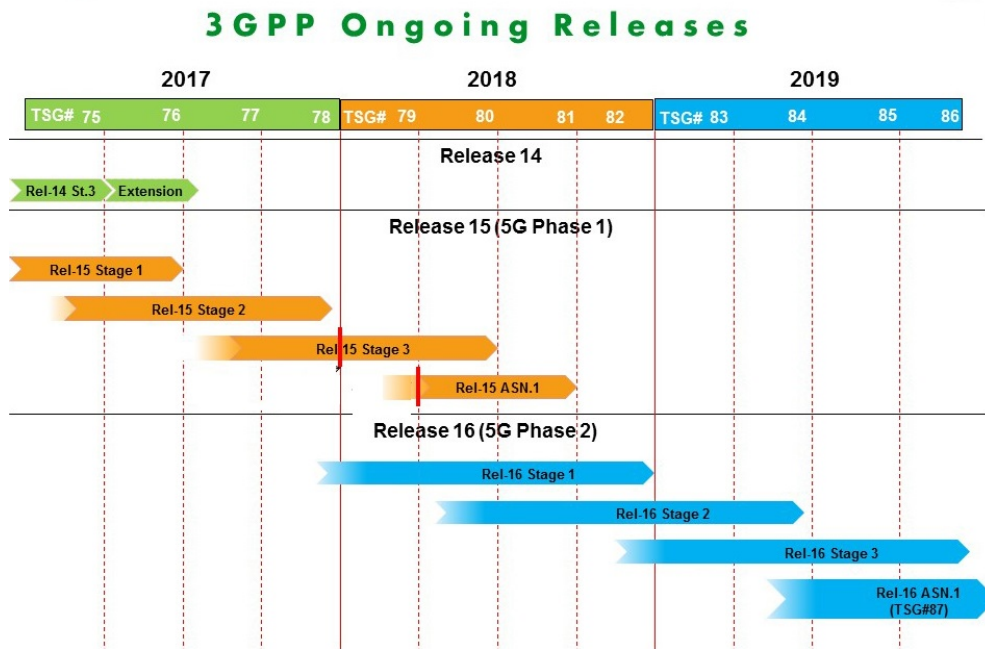 3GPP Ongoing Releases
2017 2018 2019
TSG# 75 76 77 78 TSG# 79 80 81 82 TSG# 83 84 85 86
Release 14
Rel-14 St.3 Extension
Release 15 (5G Phase 1)
Rel-15 Stage 1
Rel-15 Stage 2
Rel-15 Stage 3
Rel-15 ASN.1
Release 16 (5G Phase 2)
Rel-16 Stage 1
Rel-16 Stage 2
Rel-16 Stage 3
Rel-16 ASN.1
(TSG#87)